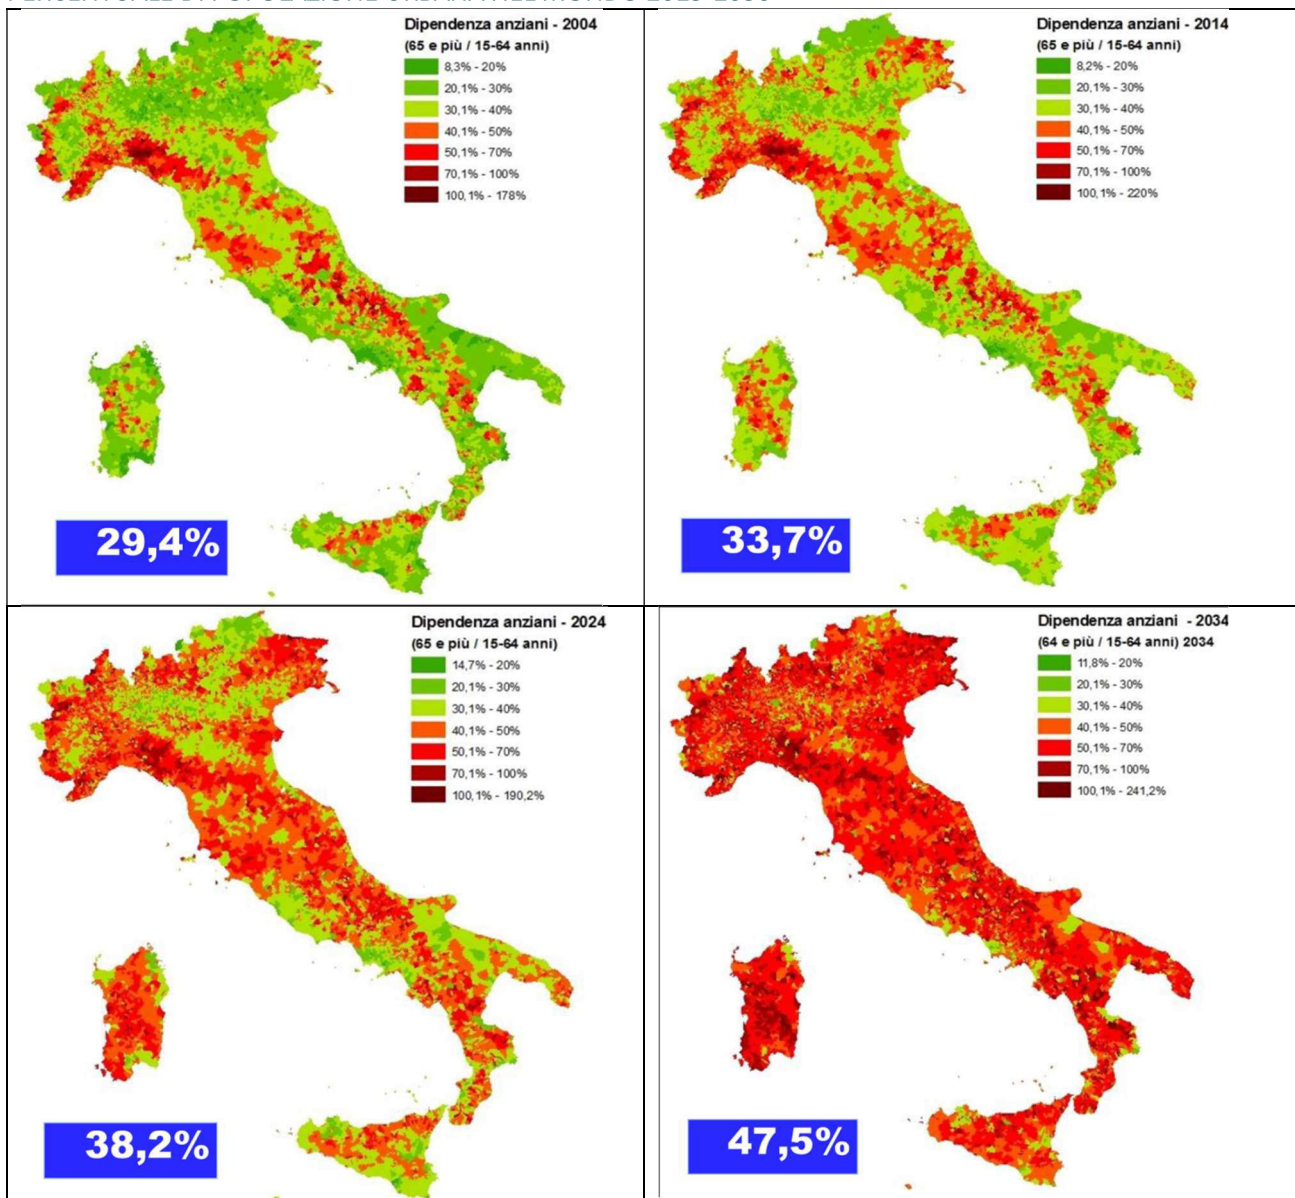 Dipendenza anziani - 2004
(65 e più / 15-64 anni)
8,3% - 20%
20,1% - 30%
30,1% - 40%
40,1% - 50%
50,1% - 70%
70,1% - 100%
100,1% - 178%
29,4%
Dipendenza anziani - 2014
(65 e più / 15-64 anni)
8,2% - 20%
20,1% - 30%
30,1% - 40%
40,1% - 50%
50,1% - 70%
70,1% - 100%
100,1% - 220%
33,7%
Dipendenza anziani - 2024
(65 e più / 15-64 anni)
14,7% - 20%
20,1% - 30%
30,1% - 40%
40,1% - 50%
50,1% - 70%
70,1% - 100%
100,1% - 190,2%
38,2%
Dipendenza anziani - 2034
(64 e più / 15-64 anni) 2034
11,8% - 20%
20,1% - 30%
30,1% - 40%
40,1% - 50%
50,1% - 70%
70,1% - 100%
100,1% - 241,2%
47,5%